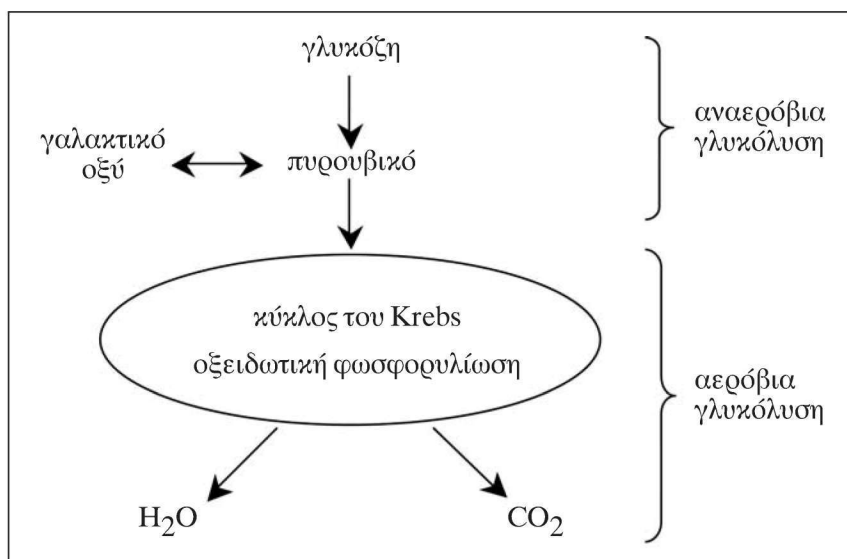 γλυκόζη
αναερόβια
γλυκόλυση
γαλακτικό
οξύ
πυρουβικό
κύκλος του Krebs
οξειδωτική φωσφορυλίωση
αερόβια
γλυκόλυση
H2O
CO2